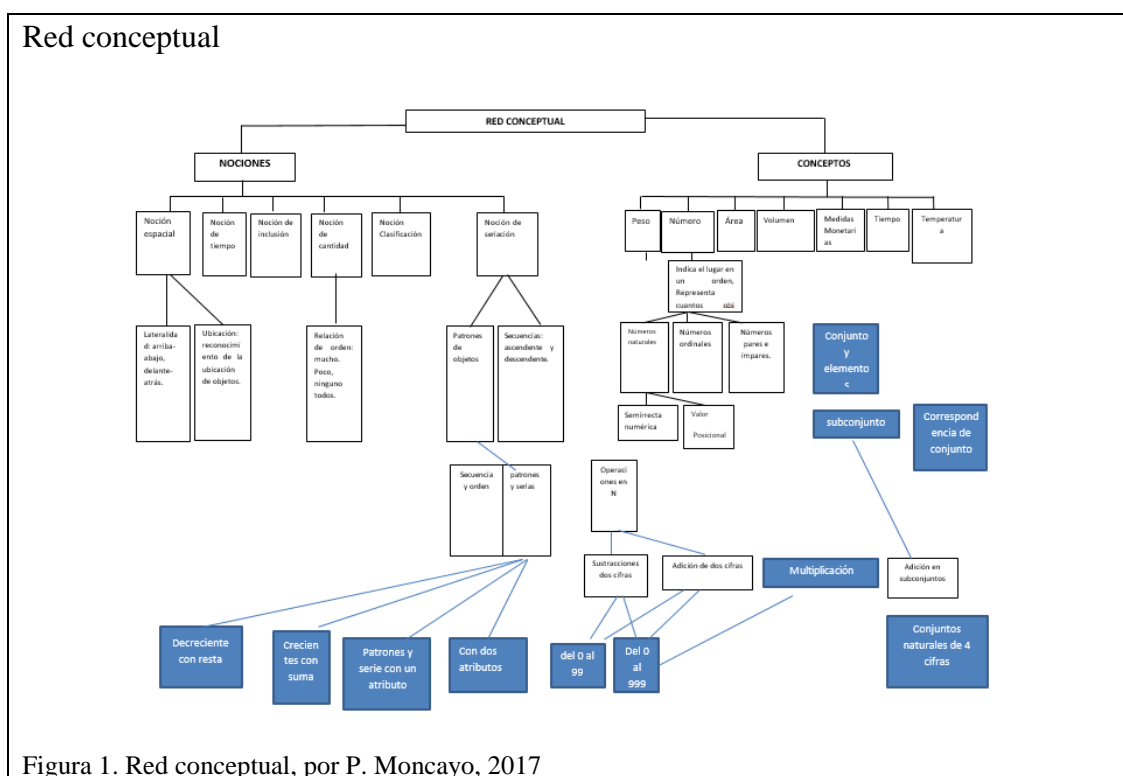 Red conceptual
RED CONCEPTUAL
NOCIONES
CONCEPTOS
Noción
espacial
Noción
de
tiempo
Noción de
inclusión
Noción
de
cantidad
Noción
Clasificación
Noción de
seriación
Peso
Número
Área
Volumen
Medidas
Monetari
as
Tiempo
Temperatur
a
Indica el lugar en
un orden,
Representa
cuantos obj
Laterallida
d: arriba-
abajo,
delante-
atrás.
Ubicación:
reconocimi
ento de la
ubicación
de objetos.
Relación
de orden:
mucho.
Poco,
ninguno
todos.
Patrones
de
objetos
Secuencias:
ascendente y
descendente.
Números
naturales
Números
ordinales
Números
pares e
impares.
Conjunto
y
elemento
s
Semirrecta
numérica
Valor
Posicional
subconjunto
Correspond
encia de
conjunto
Secuencia
y orden
patrones
y serias
Operaci
ones en
N
Sustracciones
dos cifras
Adición de dos cifras
Multiplicación
Adición en
subconjuntos
Decreciente
con resta
Crecien
tes con
suma
Patrones y
serie con un
atributo
Con dos
atributos
del 0 al
99
Del 0
al
999
Conjuntos
naturales de 4
cifras
Figura 1. Red conceptual, por P. Moncayo, 2017